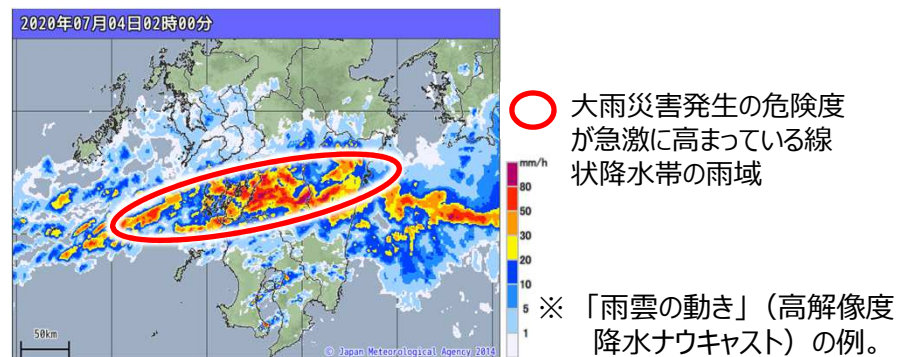 2020年07月04日02時00分
大雨災害発生の危険度
が急激に高まっている線
状降水帯の雨域
mm/h
80
50
30
20
10
5
1
※ 「雨雲の動き」（高解像度
降水ナウキャスト）の例。
50km
© Japan Meteorological Agency 2014